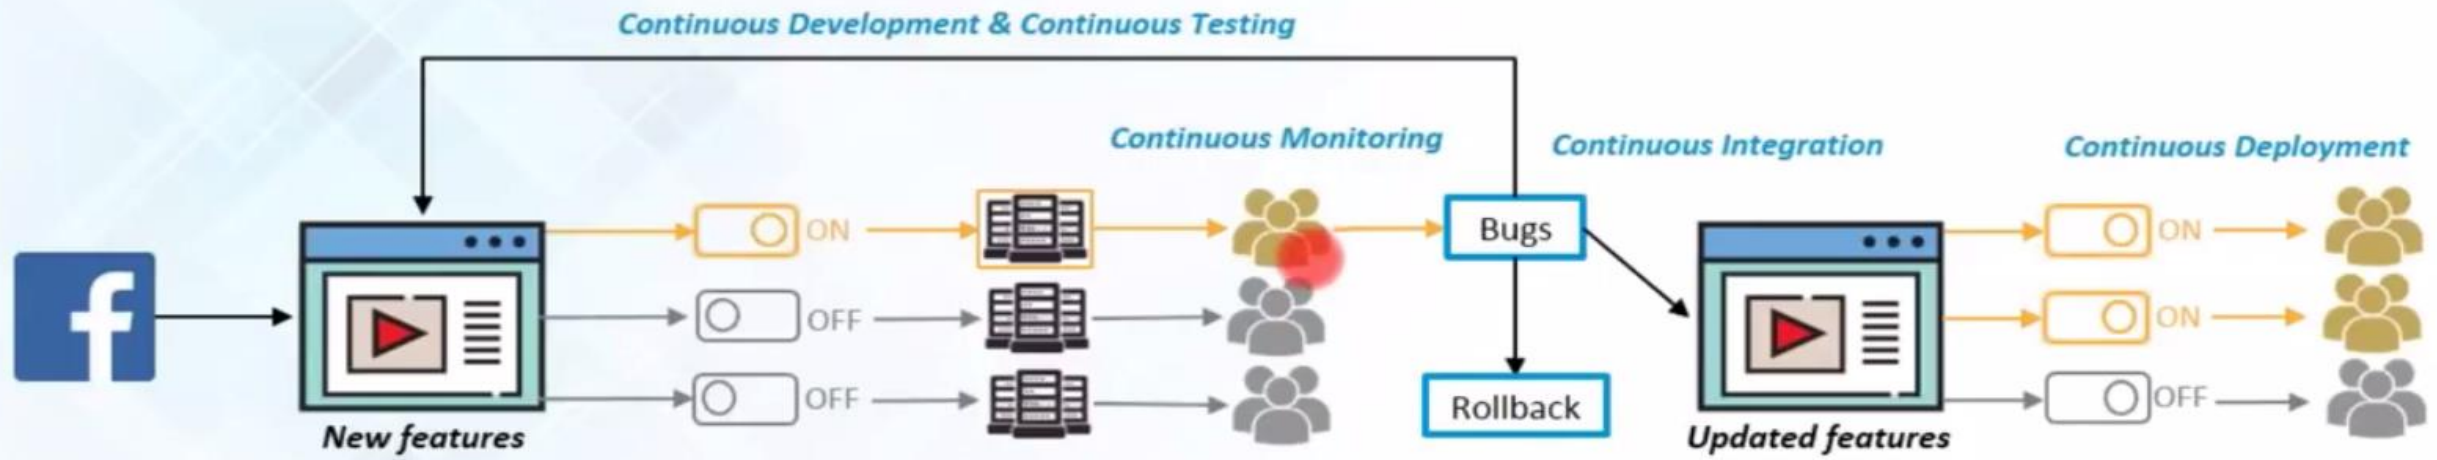 Continuous Development & Continuous Testing
Continuous Monitoring
Continuous Integration
Continuous Deployment
f
New features
ON
OFF
OFF
Bugs
Rollback
Updated features
ON
ON
OFF